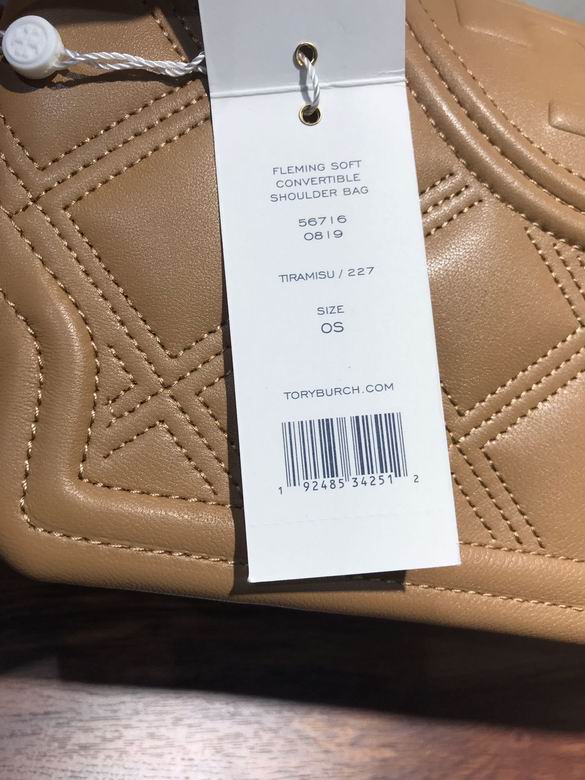 FLEMING SOFT
CONVERTIBLE
SHOULDER BAG
56716
0819
TIRAMISU / 227
SIZE
OS
TORYBURCH.COM
1 92485 34251 2